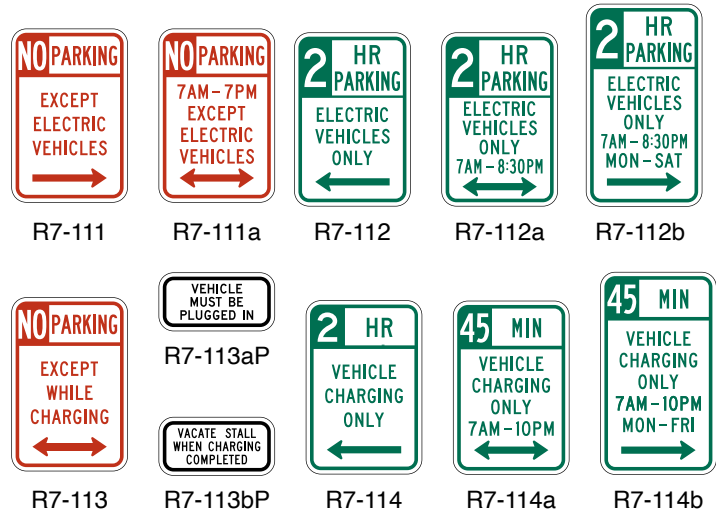 NO PARKING
EXCEPT
ELECTRIC
VEHICLES
R7-111
NO PARKING
7AM-7PM
EXCEPT
ELECTRIC
VEHICLES
R7-111a
2 HR
PARKING
ELECTRIC
VEHICLES
ONLY
R7-112
2 HR
PARKING
ELECTRIC
VEHICLES
ONLY
7AM-8:30PM
R7-112a
2 HR
PARKING
ELECTRIC
VEHICLES
ONLY
7AM-8:30PM
MON-SAT
R7-112b
NO PARKING
EXCEPT
WHILE
CHARGING
R7-113
VEHICLE
MUST BE
PLUGGED IN
R7-113aP
VACATE STALL
WHEN CHARGING
COMPLETED
R7-113bP
2 HR
VEHICLE
CHARGING
ONLY
R7-114
45 MIN
VEHICLE
CHARGING
ONLY
7AM-10PM
R7-114a
45 MIN
VEHICLE
CHARGING
ONLY
7AM-10PM
MON-FRI
R7-114b